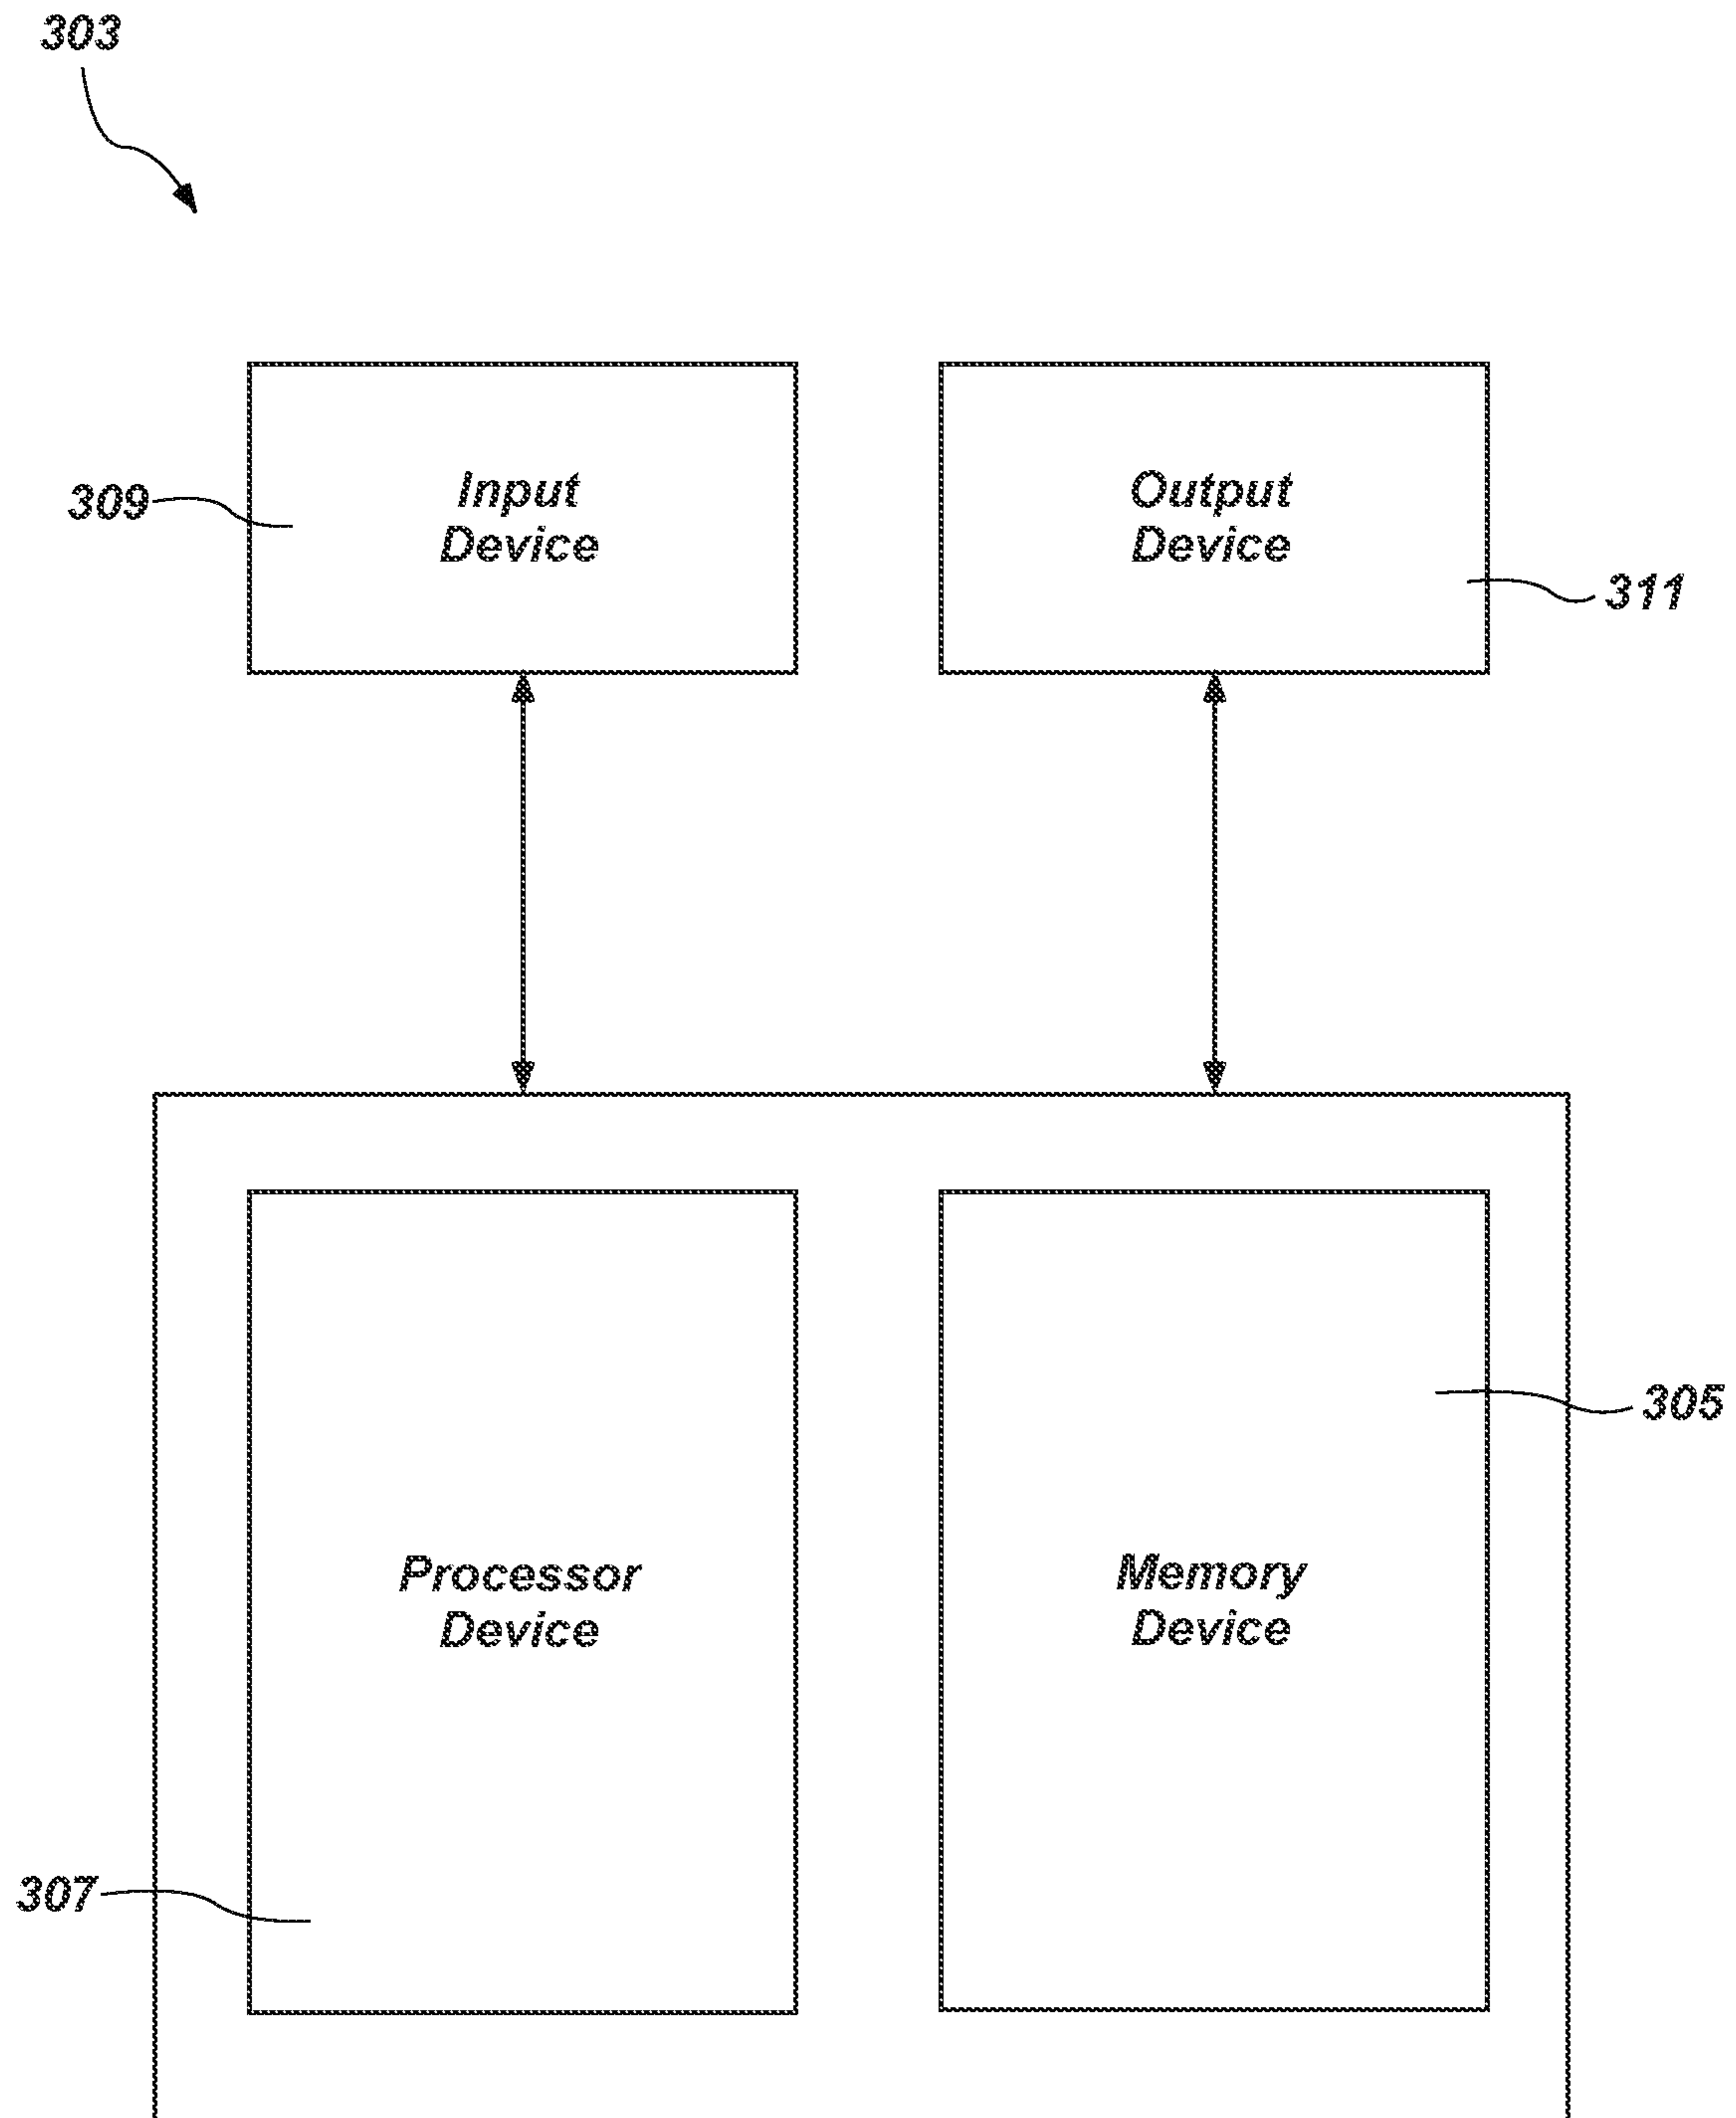 303
309
Input
Device
Output
Device
311
305
Processor
Device
Memory
Device
307